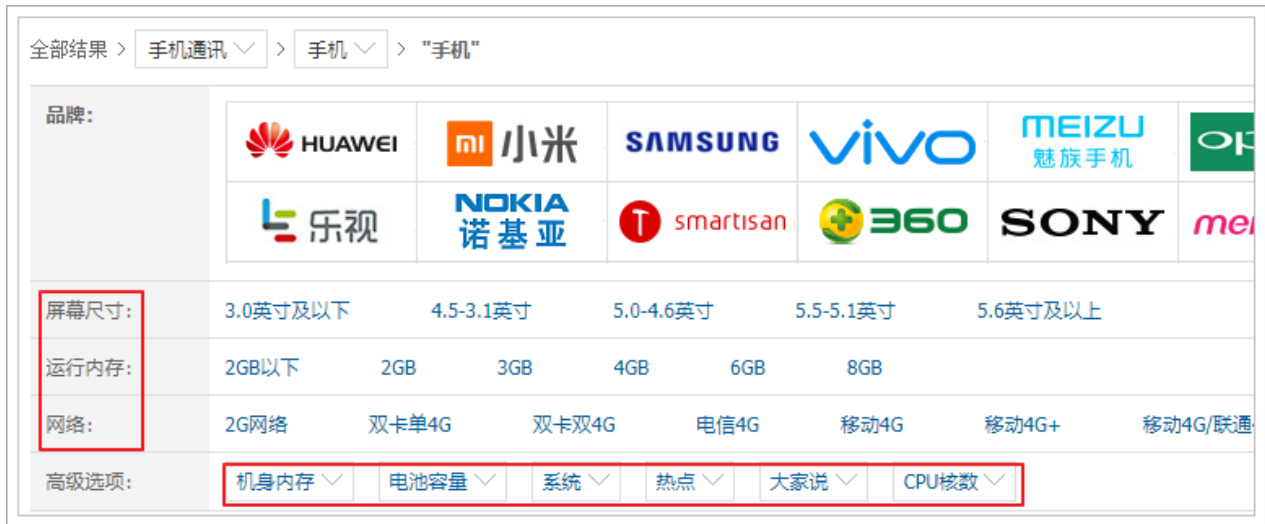 全部结果 > 手机通讯 > 手机 > "手机"
品牌:
HUAWEI 小米 SAMSUNG vivo MEIZU
魅族手机
乐视 NOKIA smartisan 360 SONY
诺基亚
屏幕尺寸: 3.0英寸及以下 4.5-3.1英寸 5.0-4.6英寸 5.5-5.1英寸 5.6英寸及以上
运行内存: 2GB以下 2GB 3GB 4GB 6GB 8GB
网络: 2G网络 双卡单4G 双卡双4G 电信4G 移动4G 移动4G+ 移动4G/联通
高级选项: 机身内存 电池容量 系统 热点 大家说 CPU核数